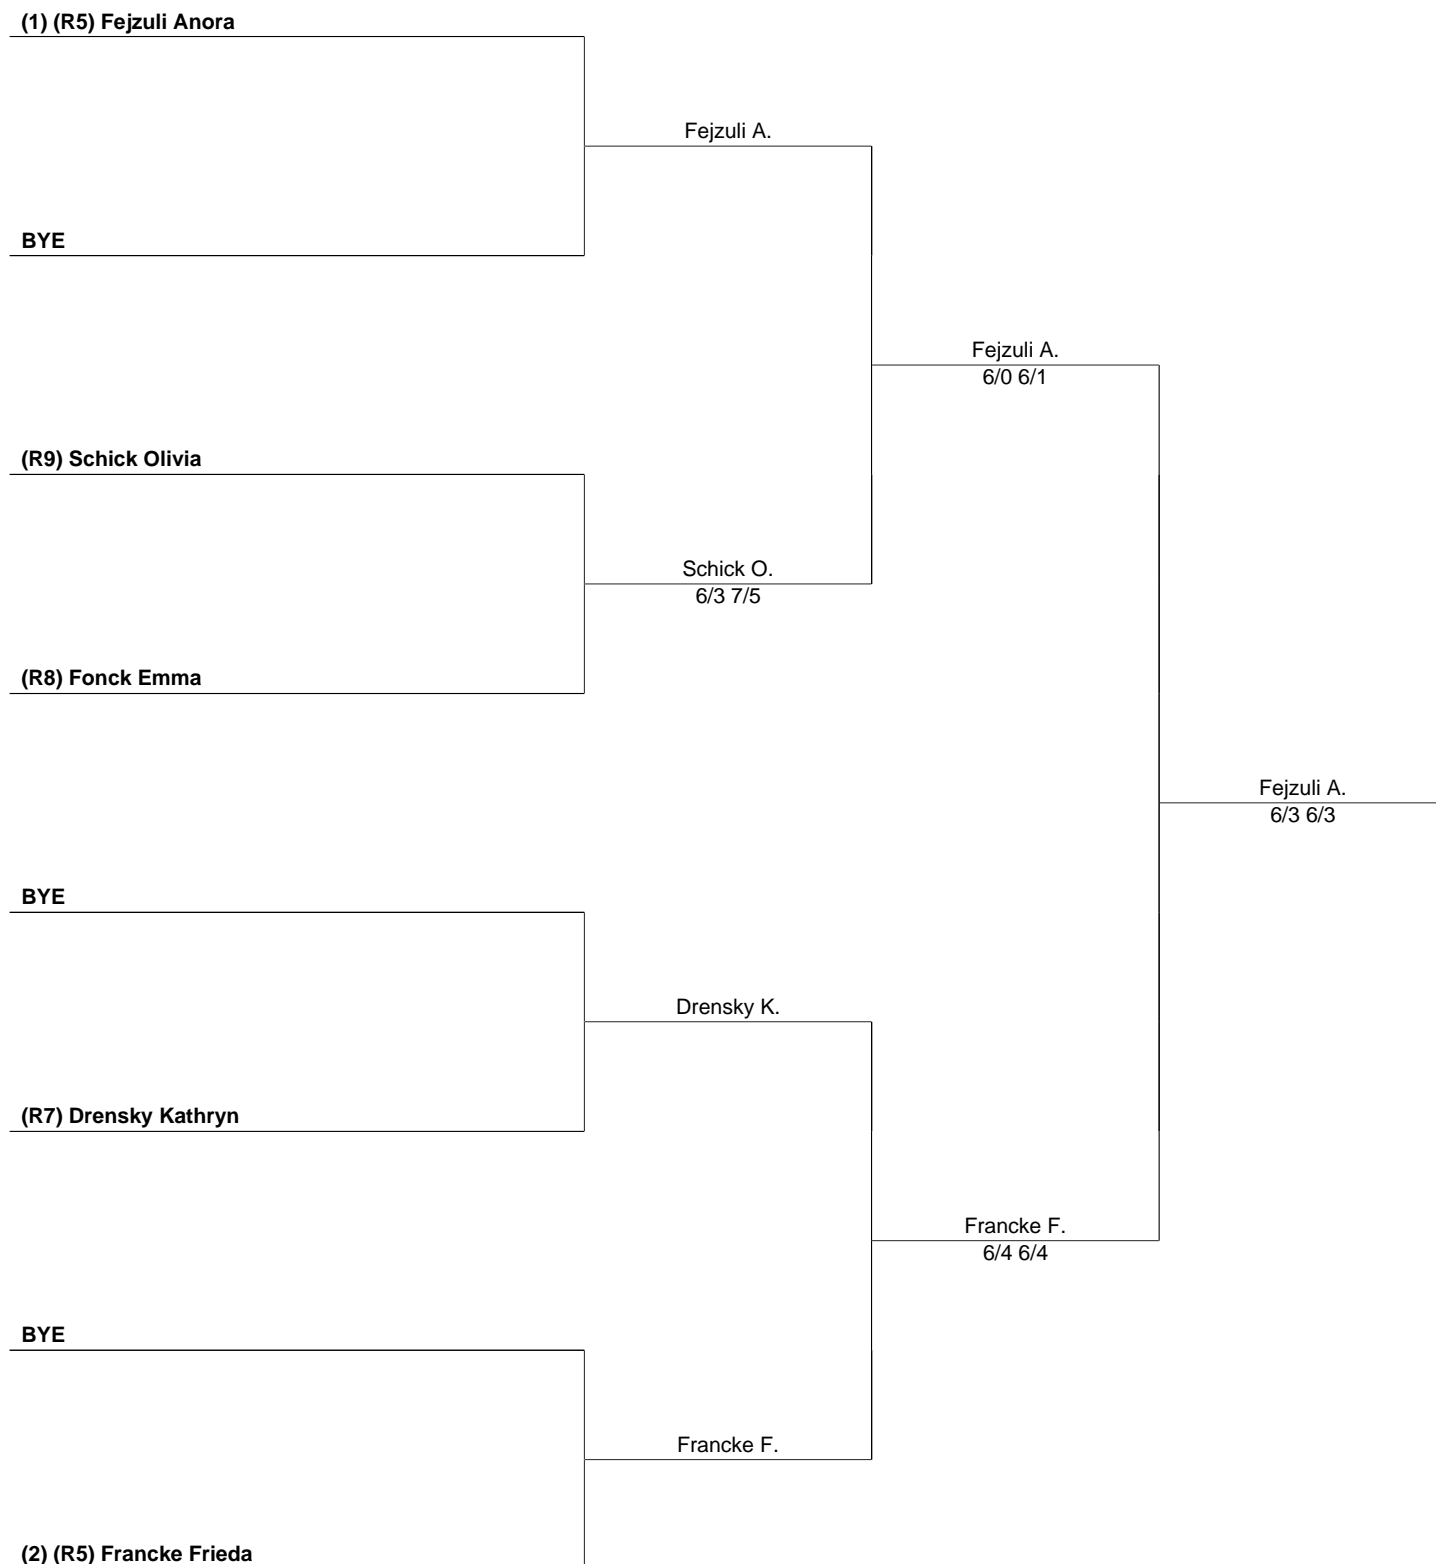 (1) (R5) Fejzuli Anora
Fejzuli A.
BYE
Fejzuli A.
6/0 6/1
(R9) Schick Olivia
Schick O.
6/3 7/5
(R8) Fonck Emma
Fejzuli A.
6/3 6/3
BYE
Drensky K.
(R7) Drensky Kathryn
Francke F.
6/4 6/4
BYE
Francke F.
(2) (R5) Francke Frieda